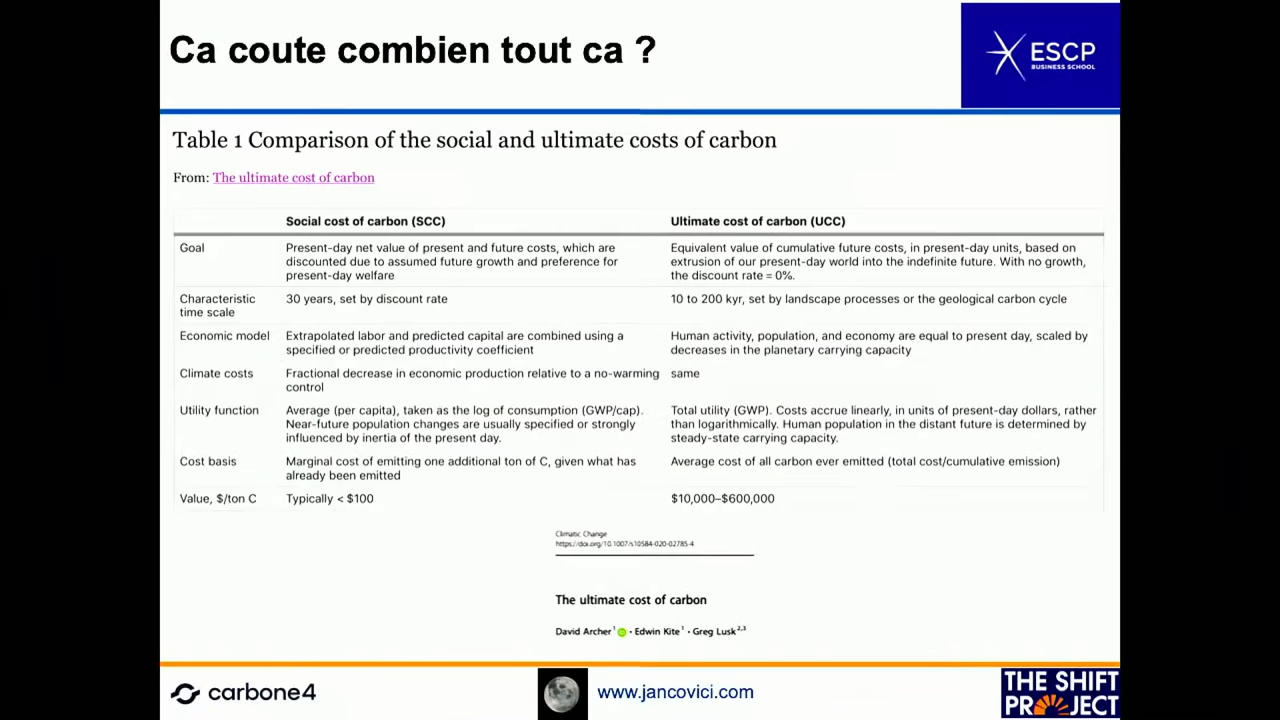 Ca coute combien tout ca ?
ESCP
BUSINESS SCHOOL
Table 1 Comparison of the social and ultimate costs of carbon
From: The ultimate cost of carbon
Social cost of carbon (SCC) Ultimate cost of carbon (UCC)
Goal Present-day net value of present and future costs, which are Equivalent value of cumulative future costs, in present-day units, based on
discounted due to assumed future growth and preference for extrusion of our present-day world into the indefinite future. With no growth,
present-day welfare the discount rate = 0%.
Characteristic 30 years, set by discount rate 10 to 200 kyr, set by landscape processes or the geological carbon cycle
time scale
Economic model Extrapolated labor and predicted capital are combined using a Human activity, population, and economy are equal to present day, scaled by
specified or predicted productivity coefficient decreases in the planetary carrying capacity
Climate costs Fractional decrease in economic production relative to a no-warming same
control
Utility function Average (per capita), taken as the log of consumption (GWP/cap). Total utility (GWP). Costs accrue linearly, in units of present-day dollars, rather
Near-future population changes are usually specified or strongly than logarithmically. Human population in the distant future is determined by
influenced by inertia of the present day. steady-state carrying capacity.
Cost basis Marginal cost of emitting one additional ton of C, given what has Average cost of all carbon ever emitted (total cost/cumulative emission)
already been emitted
Value, $/ton C Typically < $100 $10,000–$600,000
Climatic Change
https://doi.org/10.1007/s10584-020-02785-4
The ultimate cost of carbon
David Archer 1 · Edwin Kite 1 · Greg Lusk 2,3
carbone4
www.jancovici.com
THE SHIFT
PROJECT